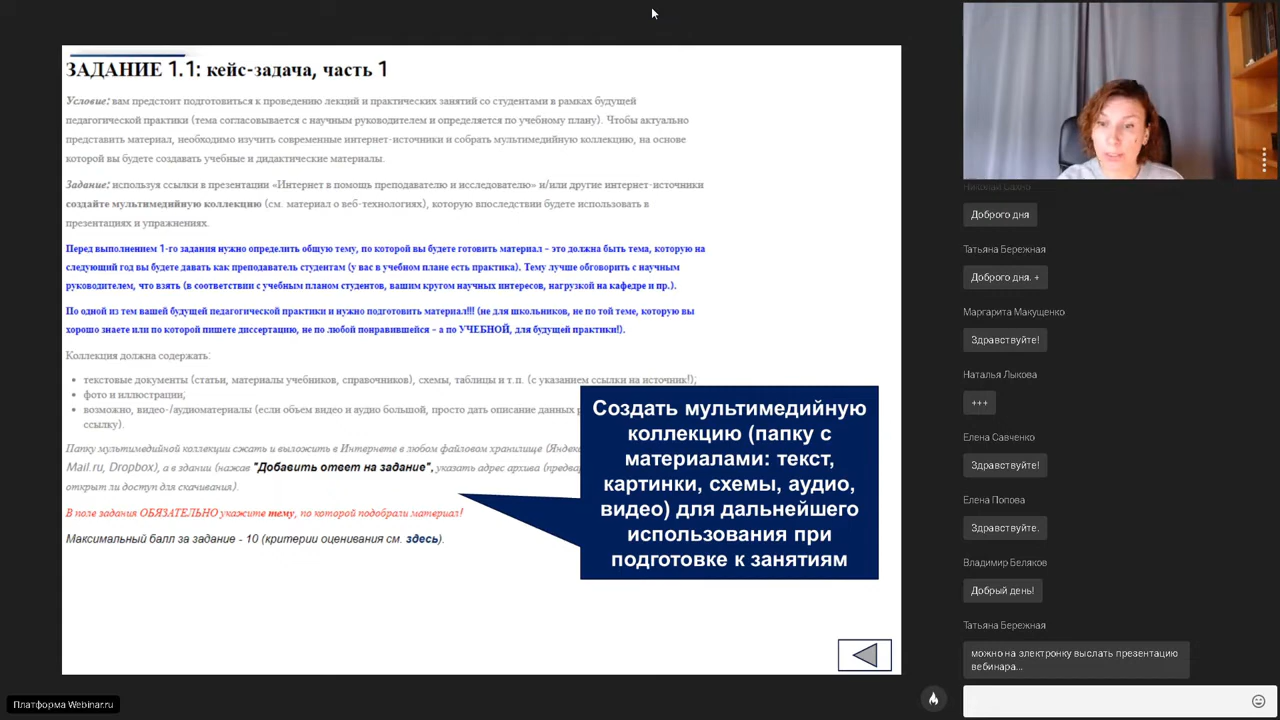 ЗАДАНИЕ 1.1: кейс-задача, часть 1
Условие: вам предстоит подготовиться к проведению лекций и практических занятий со студентами в рамках будущей
педагогической практики (тема согласовывается с научным руководителем и определяется по учебному плану). Чтобы актуально
представить материал, необходимо изучить современные интернет-источники и собрать мультимедийную коллекцию, на основе
которой вы будете создавать учебные и дидактические материалы.
Задание: используя ссылки в презентации «Интернет в помощь преподавателю и исследователю» и/или другие интернет-источники
создайте мультимедийную коллекцию (см. материал о веб-технологиях), которую впоследствии будете использовать в
презентациях и упражнениях.
Перед выполнением 1-го задания нужно определить общую тему, по которой вы будете готовить материал - это должна быть тема, которую на
следующий год вы будете давать как преподаватель студентам (у вас в учебном плане есть практика). Тему лучше обговорить с научным
руководителем, что взять (в соответствии с учебным планом студентов, вашим кругом научных интересов, нагрузкой на кафедре и пр.).
По одной из тем вашей будущей педагогической практики и нужно подготовить материал!!! (не для школьников, не по той теме, которую вы
хорошо знаете или по которой пишете диссертацию, не по любой понравившейся - а по УЧЕБНОЙ, для будущей практики!).
Коллекция должна содержать:
• текстовые документы (статьи, материалы учебников, справочников), схемы, таблицы и т.п. (с указанием ссылки на источник!);
• фото и иллюстрации;
• возможно, видео-/аудиоматериалы (если объем видео и аудио большой, просто дать описание данных
ссылку).
Папку мультимедийной коллекции сжать и выложить в Интернете в любом файловом хранилище (Яндекс
Mail.ru, Dropbox), а в здании (нажав "Добавить ответ на задание", указать адрес архива
открыт ли доступ для скачивания).
В поле задания ОБЯЗАТЕЛЬНО укажите тему, по которой подобрали материал!
Максимальный балл за задание - 10 (критерии оценивания см. здесь).
Создать мультимедийную
коллекцию (папку с
материалами: текст,
картинки, схемы, аудио,
видео) для дальнейшего
использования при
подготовке к занятиям
Доброго дня
Татьяна Бережная
Доброго дня. +
Маргарита Макущенко
Здравствуйте!
Наталья Лыкова
+++
Елена Савченко
Здравствуйте!
Елена Попова
Здравствуйте.
Владимир Беляков
Добрый день!
Татьяна Бережная
можно на электронку выслать презентацию
вебинара...
Платформа Webinar.ru